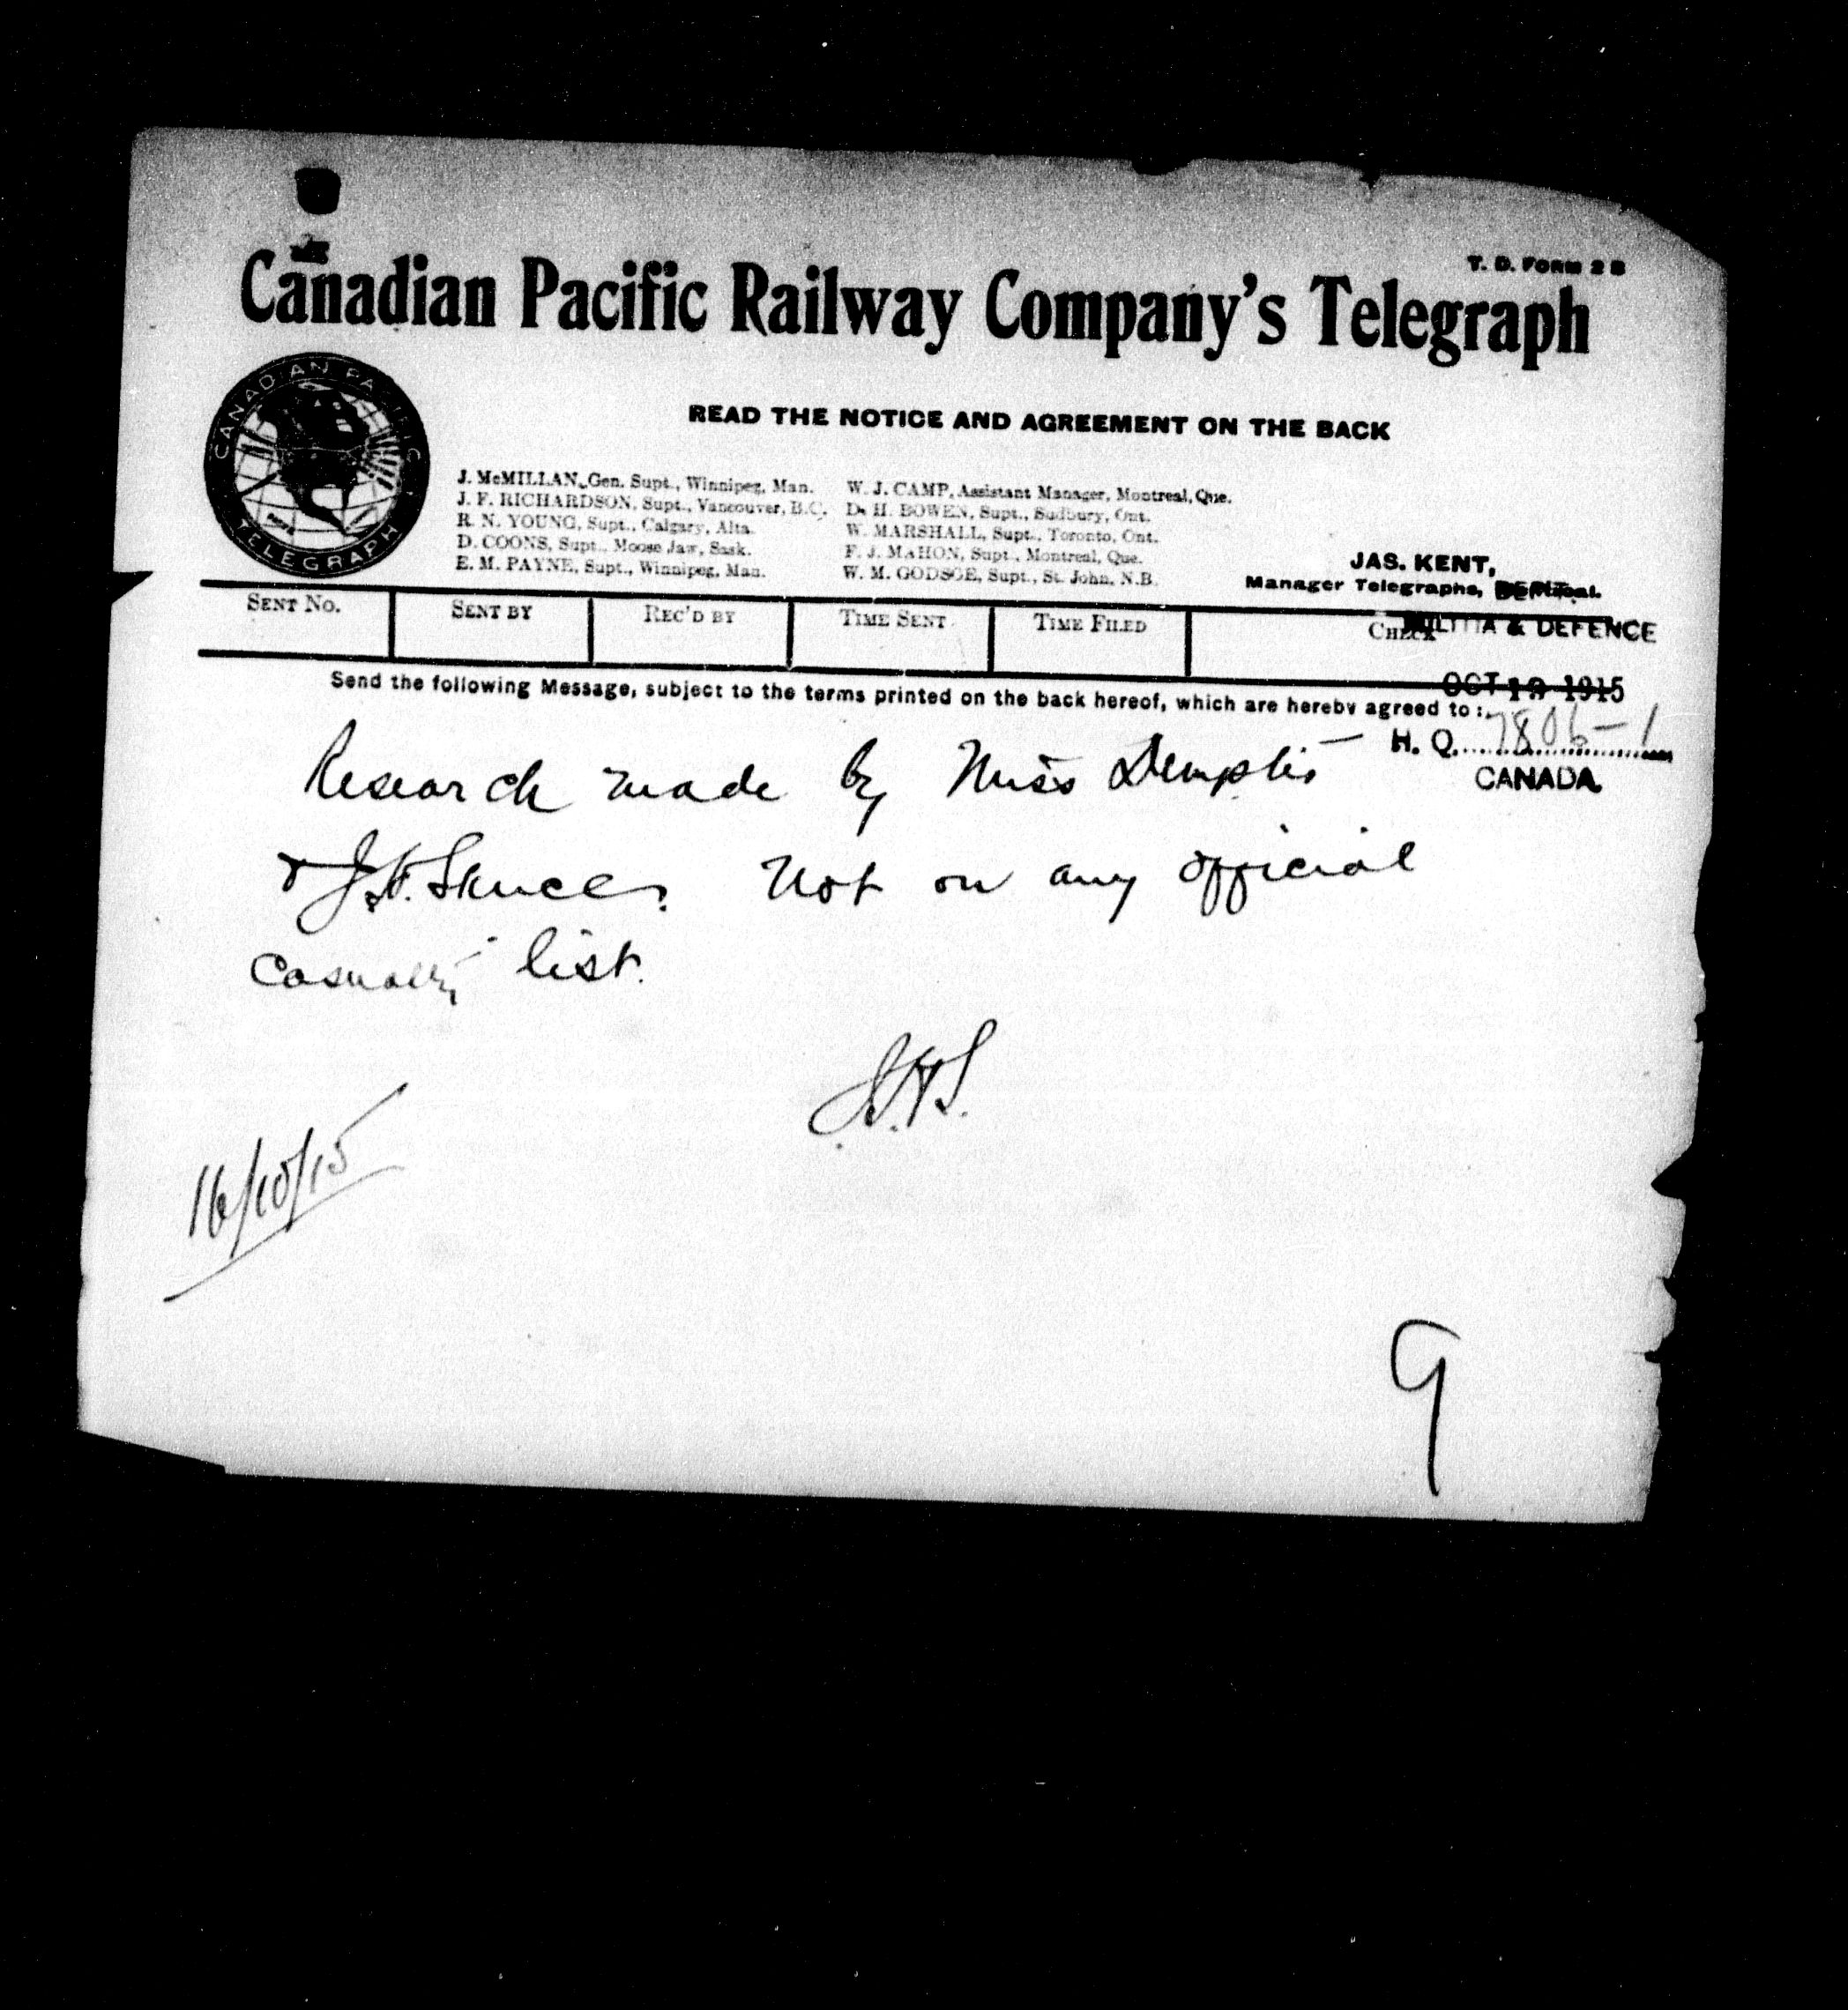 T. D. FORM 2 B
Canadian Pacific Railway Company's Telegraph
CANADIAN PACIFIC
TELEGRAPH
READ THE NOTICE AND AGREEMENT ON THE BACK
J. McMILLAN, Gen. Supt., Winnipeg, Man.
J. F. RICHARDSON, Supt., Vancouver, B.C.
R. N. YOUNG, Supt., Calgary, Alta.
D. COONS, Supt., Moose Jaw, Sask.
E. M. PAYNE, Supt., Winnipeg, Man.
W. J. CAMP, Assistant Manager, Montreal, Que.
D. H. BOWEN, Supt., Sudbury, Ont.
W. MARSHALL, Supt., Toronto, Ont.
F. J. MAHON, Supt., Montreal, Que.
W. M. GODSOE, Supt., St. John, N.B.
JAS. KENT,
Manager Telegraphs,
MILITIA & DEFENCE
SENT NO. SENT BY REC'D BY TIME SENT TIME FILED CHECK
OCT 19 1915
Send the following Message, subject to the terms printed on the back hereof, which are hereby agreed to:
H. Q. 7806-1
CANADA
Research made by Miss
& J.H. Not on any official
Casualty list.
J.H.S.
16/10/15
9